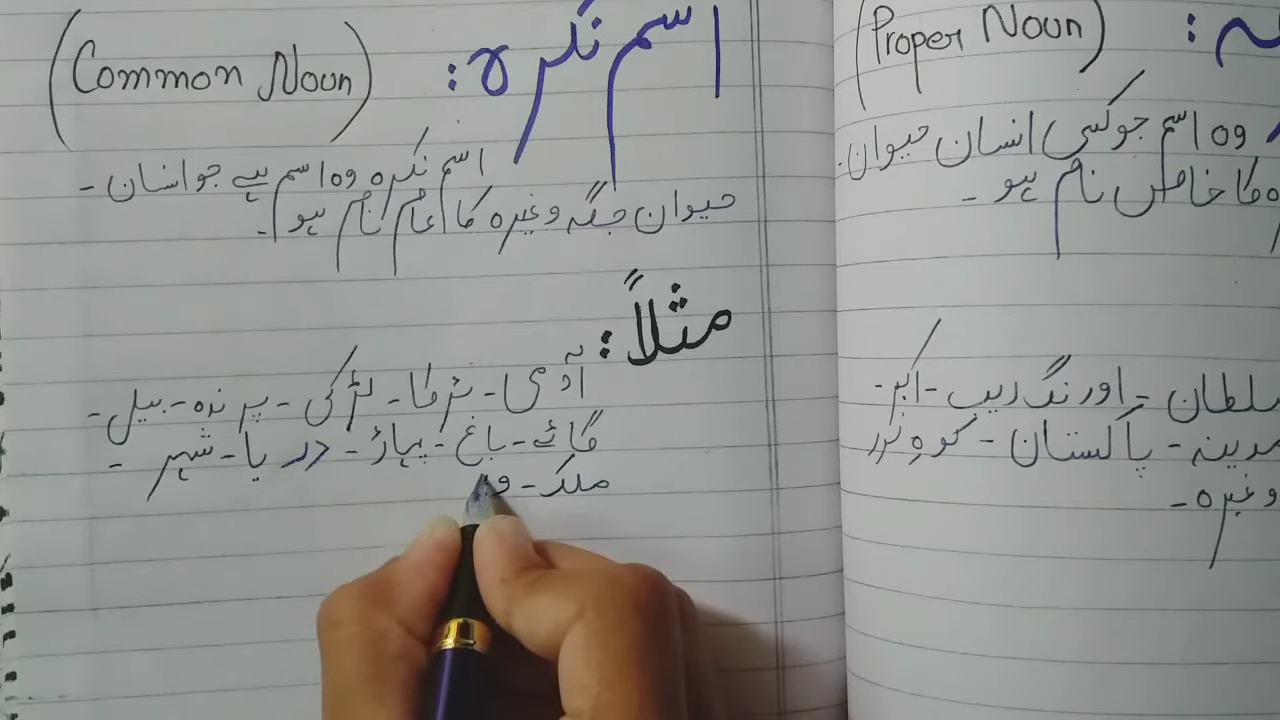 اسم نکرہ: (Common Noun)
اسم نکرہ وہ اسم ہے جو انسان ۔
حیوان جگہ وغیرہ کا عام نام ہو ۔
مثلاً:
آدمی ۔ لڑکا ۔ لڑکی ۔ پرندہ ۔ بیل ۔
گائے ۔ باغ ۔ پہاڑ ۔ دریا ۔ شہر ۔
ملک ۔
(Proper Noun)
وہ اسم جو کسی انسان حیوان
کا خاص نام ہو ۔
سلطان ۔ اورنگ زیب ۔ اکبر ۔
مدینہ ۔ پاکستان ۔ کوہِ نور
وغیرہ ۔